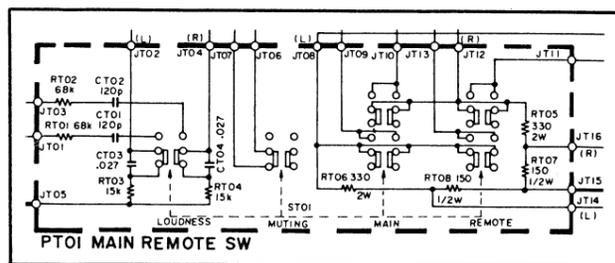 (L) (R) (L) (R)
JT02 JT04 JT07 JT06 JT08 JT09 JT10 JT13 JT12 JT11
RT02
68k
CT02
120p
JT03
CT01
RT01 68k 120p
JT01
CT03
.027
CT04 .027
RT03
15k
RT04
15k
JT05
RT05
330
2W
JT16
(R)
RT07
150
1/2W
RT06 330
2W
RT08 150
1/2W
JT15
JT14
(L)
ST01
LOUDNESS MUTING MAIN REMOTE
PT01 MAIN REMOTE SW